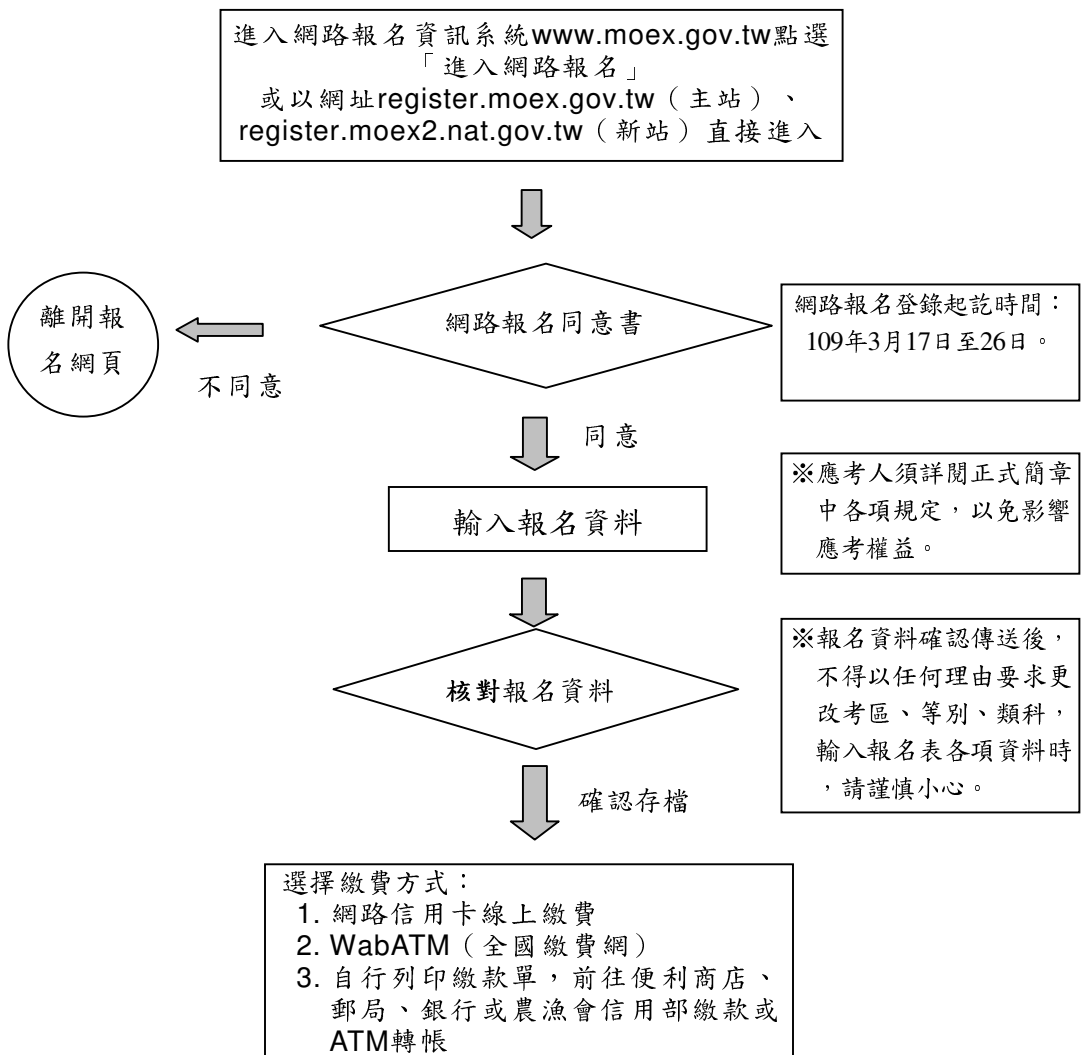 進入網路報名資訊系統www.moex.gov.tw點選
「進入網路報名」
或以網址register.moex.gov.tw（主站）、
register.moex2.nat.gov.tw（新站）直接進入
網路報名同意書
離開報
名網頁
不同意
網路報名登錄起訖時間：
109年3月17日至26日。
同意
輸入報名資料
※應考人須詳閱正式簡章
中各項規定，以免影響
應考權益。
核對報名資料
※報名資料確認傳送後，
不得以任何理由要求更
改考區、等別、類科，
輸入報名表各項資料時
，請謹慎小心。
確認存檔
選擇繳費方式：
1. 網路信用卡線上繳費
2. WabATM（全國繳費網）
3. 自行列印繳款單，前往便利商店、
郵局、銀行或農漁會信用部繳款或
ATM轉帳